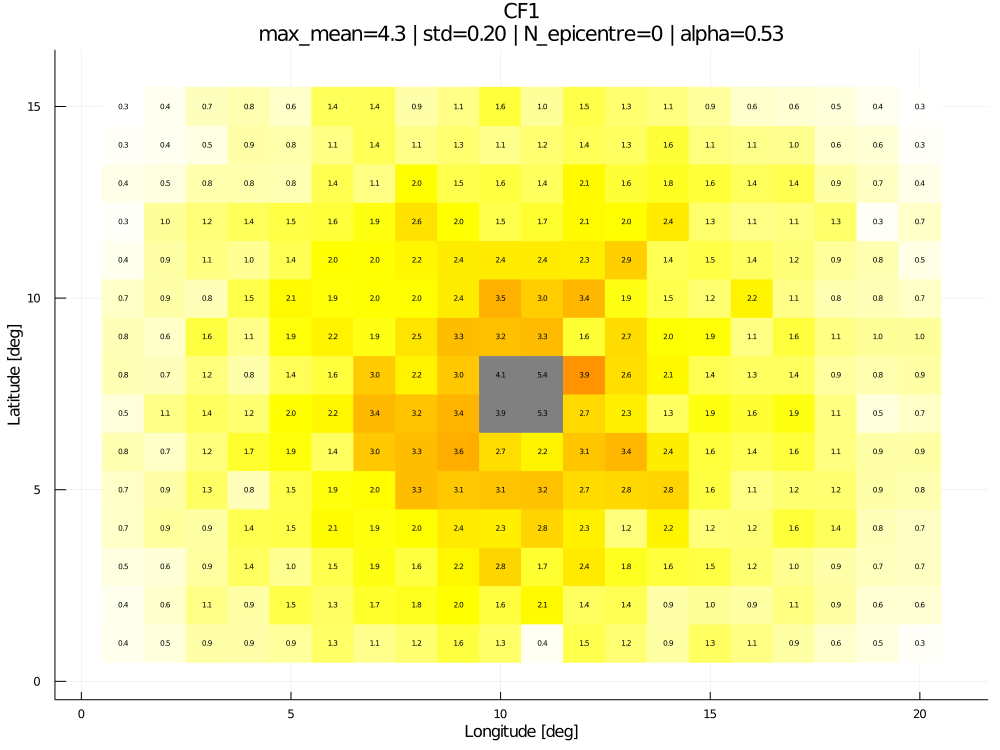 CF1
max_mean=4.3 | std=0.20 | N_epicentre=0 | alpha=0.53
15 0.3 0.4 0.7 0.8 0.6 1.4 1.4 0.9 1.1 1.6 1.0 1.5 1.3 1.1 0.9 0.6 0.6 0.5 0.4 0.3
0.3 0.4 0.5 0.9 0.8 1.1 1.4 1.1 1.3 1.1 1.2 1.4 1.3 1.6 1.1 1.1 1.0 0.6 0.6 0.3
0.4 0.5 0.8 0.8 0.8 1.4 1.1 2.0 1.5 1.6 1.4 2.1 1.6 1.8 1.6 1.4 1.4 0.9 0.7 0.4
0.3 1.0 1.2 1.4 1.5 1.6 1.9 2.6 2.0 1.5 1.7 2.1 2.0 2.4 1.3 1.1 1.1 1.3 0.3 0.7
0.4 0.9 1.1 1.0 1.4 2.0 2.0 2.2 2.4 2.4 2.4 2.3 2.9 1.4 1.5 1.4 1.2 0.9 0.8 0.5
10 0.7 0.9 0.8 1.5 2.1 1.9 2.0 2.0 2.4 3.5 3.0 3.4 1.9 1.5 1.2 2.2 1.1 0.8 0.8 0.7
0.8 0.6 1.6 1.1 1.9 2.2 1.9 2.5 3.3 3.2 3.3 1.6 2.7 2.0 1.9 1.1 1.6 1.1 1.0 1.0
0.8 0.7 1.2 0.8 1.4 1.6 3.0 2.2 3.0 4.1 5.4 3.9 2.6 2.1 1.4 1.3 1.4 0.9 0.8 0.9
0.5 1.1 1.4 1.2 2.0 2.2 3.4 3.2 3.4 3.9 5.3 2.7 2.3 1.3 1.9 1.6 1.9 1.1 0.5 0.7
0.8 0.7 1.2 1.7 1.9 1.4 3.0 3.3 3.6 2.7 2.2 3.1 3.4 2.4 1.6 1.4 1.6 1.1 0.9 0.9
5 0.7 0.9 1.3 0.8 1.5 1.9 2.0 3.3 3.1 3.1 3.2 2.7 2.8 2.8 1.6 1.1 1.2 1.2 0.9 0.8
0.7 0.9 0.9 1.4 1.5 2.1 1.9 2.0 2.4 2.3 2.8 2.3 1.2 2.2 1.2 1.2 1.6 1.4 0.8 0.7
0.5 0.6 0.9 1.4 1.0 1.5 1.9 1.6 2.2 2.8 1.7 2.4 1.8 1.6 1.5 1.2 1.0 0.9 0.7 0.7
0.4 0.6 1.1 0.9 1.5 1.3 1.7 1.8 2.0 1.6 2.1 1.4 1.4 0.9 1.0 0.9 1.1 0.9 0.6 0.6
0.4 0.5 0.9 0.9 0.9 1.3 1.1 1.2 1.6 1.3 0.4 1.5 1.2 0.9 1.3 1.1 0.9 0.6 0.5 0.3
0
Latitude [deg]
0 5 10 15 20
Longitude [deg]